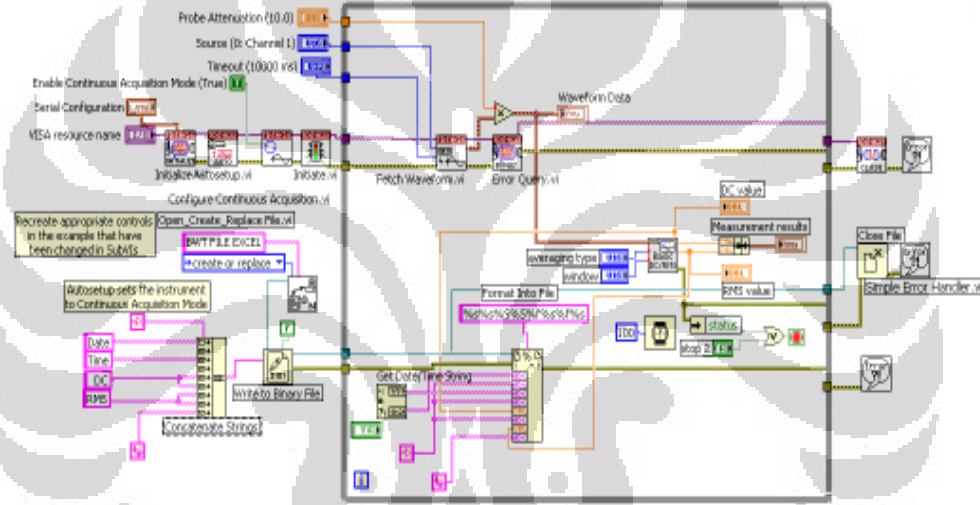 Probe Attenuation (10.0)
Source (0: Channel 1)
Timeout (10000 ms)
Enable Continuous Acquisition Mode (True)
Serial Configuration
VISA resource name
Waveform Data
Initialize
Autosetup.vi
Initiate.vi
Fetch Waveform.vi
Error Query.vi
Configure Continuous Acquisition.vi
DC value
Measurement results
Recreate appropriate controls
in the example that have
been changed in SubVIs
Open_Create_Replace File.vi
BWT FILE EXCEL
create or replace
averaging type
window
RMS value
Close File
Simple Error Handler.vi
Autosetup sets the instrument
to Continuous Acquisition Mode
Format Into File
status
stop 2
Date
Time
DC
RMS
Get Date/Time String
Write to Binary File
Concatenate Strings
i